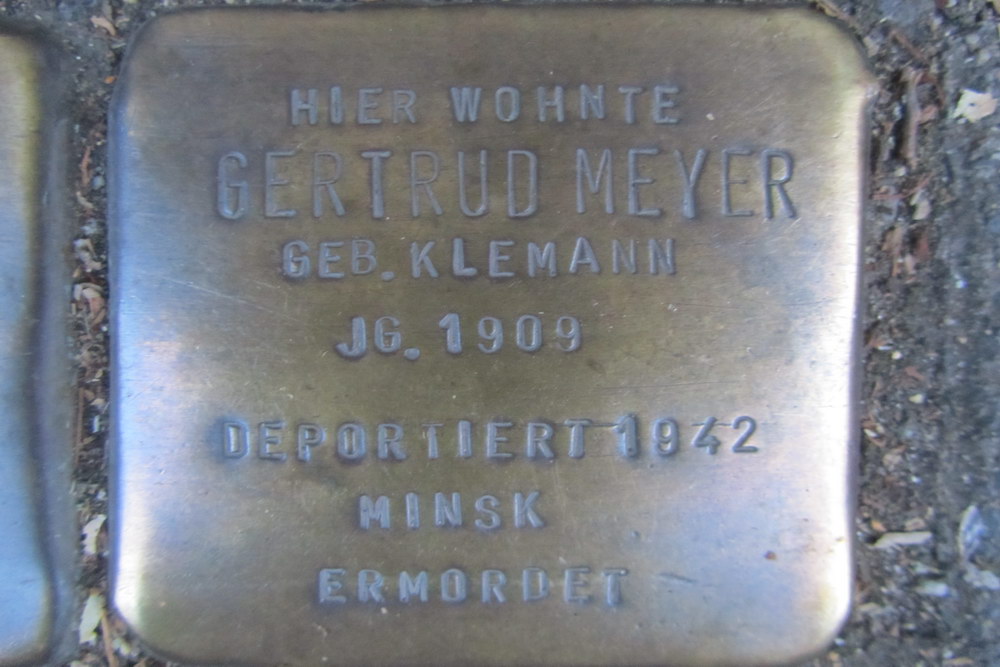 HIER WOHNTE
GERTRUD MEYER
GEB. KLEMANN
JG. 1909
DEPORTIERT 1942
MINSK
ERMORDET